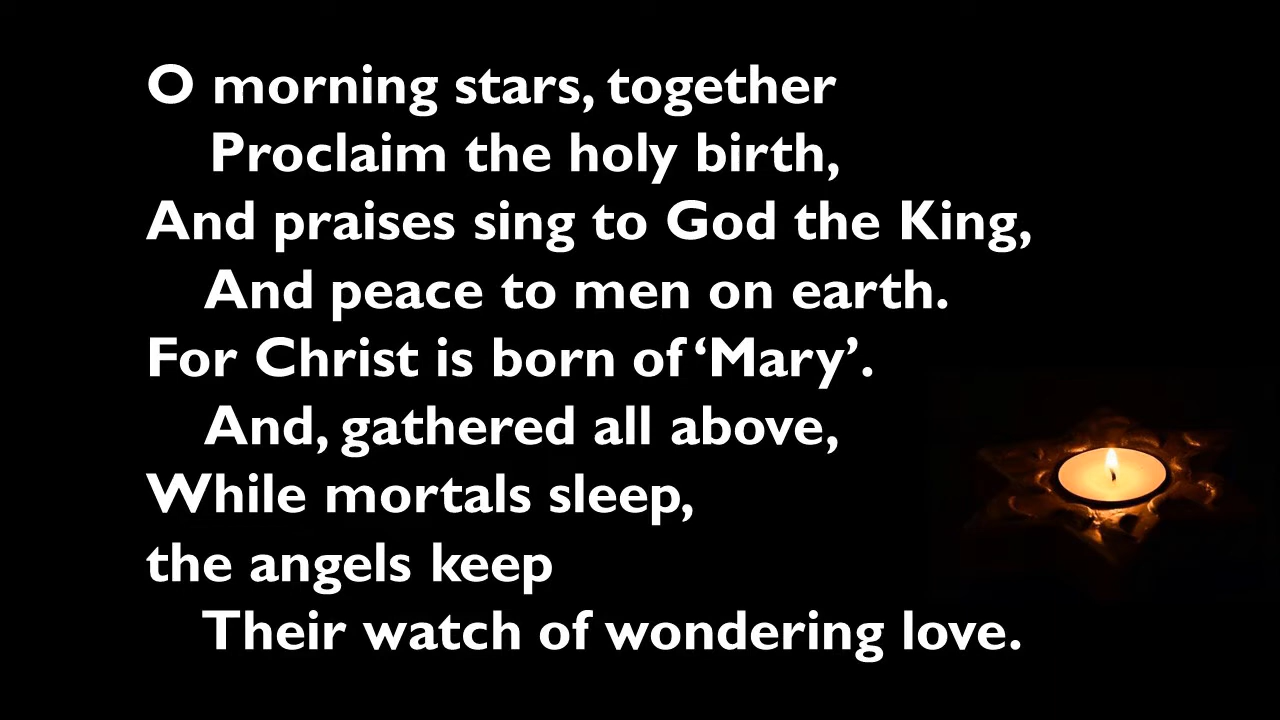 O morning stars, together
Proclaim the holy birth,
And praises sing to God the King,
And peace to men on earth.
For Christ is born of ‘Mary’.
And, gathered all above,
While mortals sleep,
the angels keep
Their watch of wondering love.